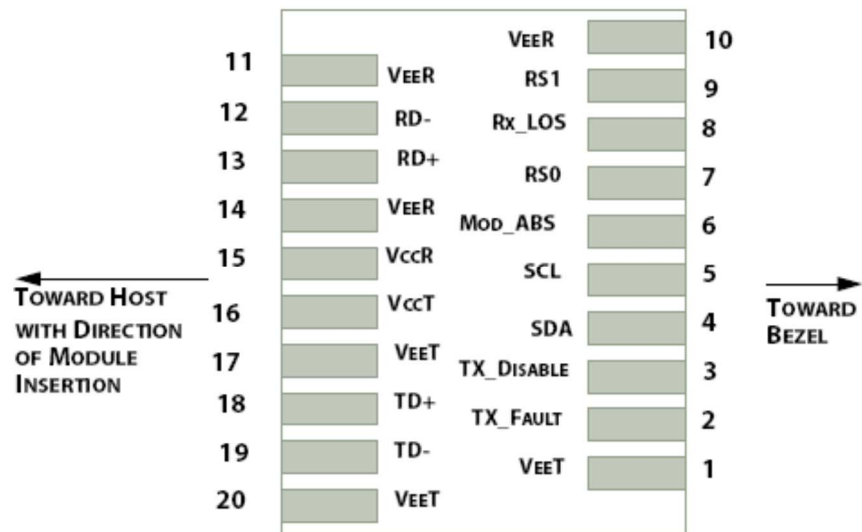 VEER 10
11 VEER
RS1 9
12 RD-
Rx_LOS 8
13 RD+
RS0 7
14 VEER
MOD_ABS 6
15 VCCR
SCL 5
TOWARD HOST
WITH DIRECTION
OF MODULE
INSERTION
TOWARD
BEZEL
16 VCCT
SDA 4
17 VEET
TX_DISABLE 3
18 TD+
TX_FAULT 2
19 TD-
VEET 1
20 VEET